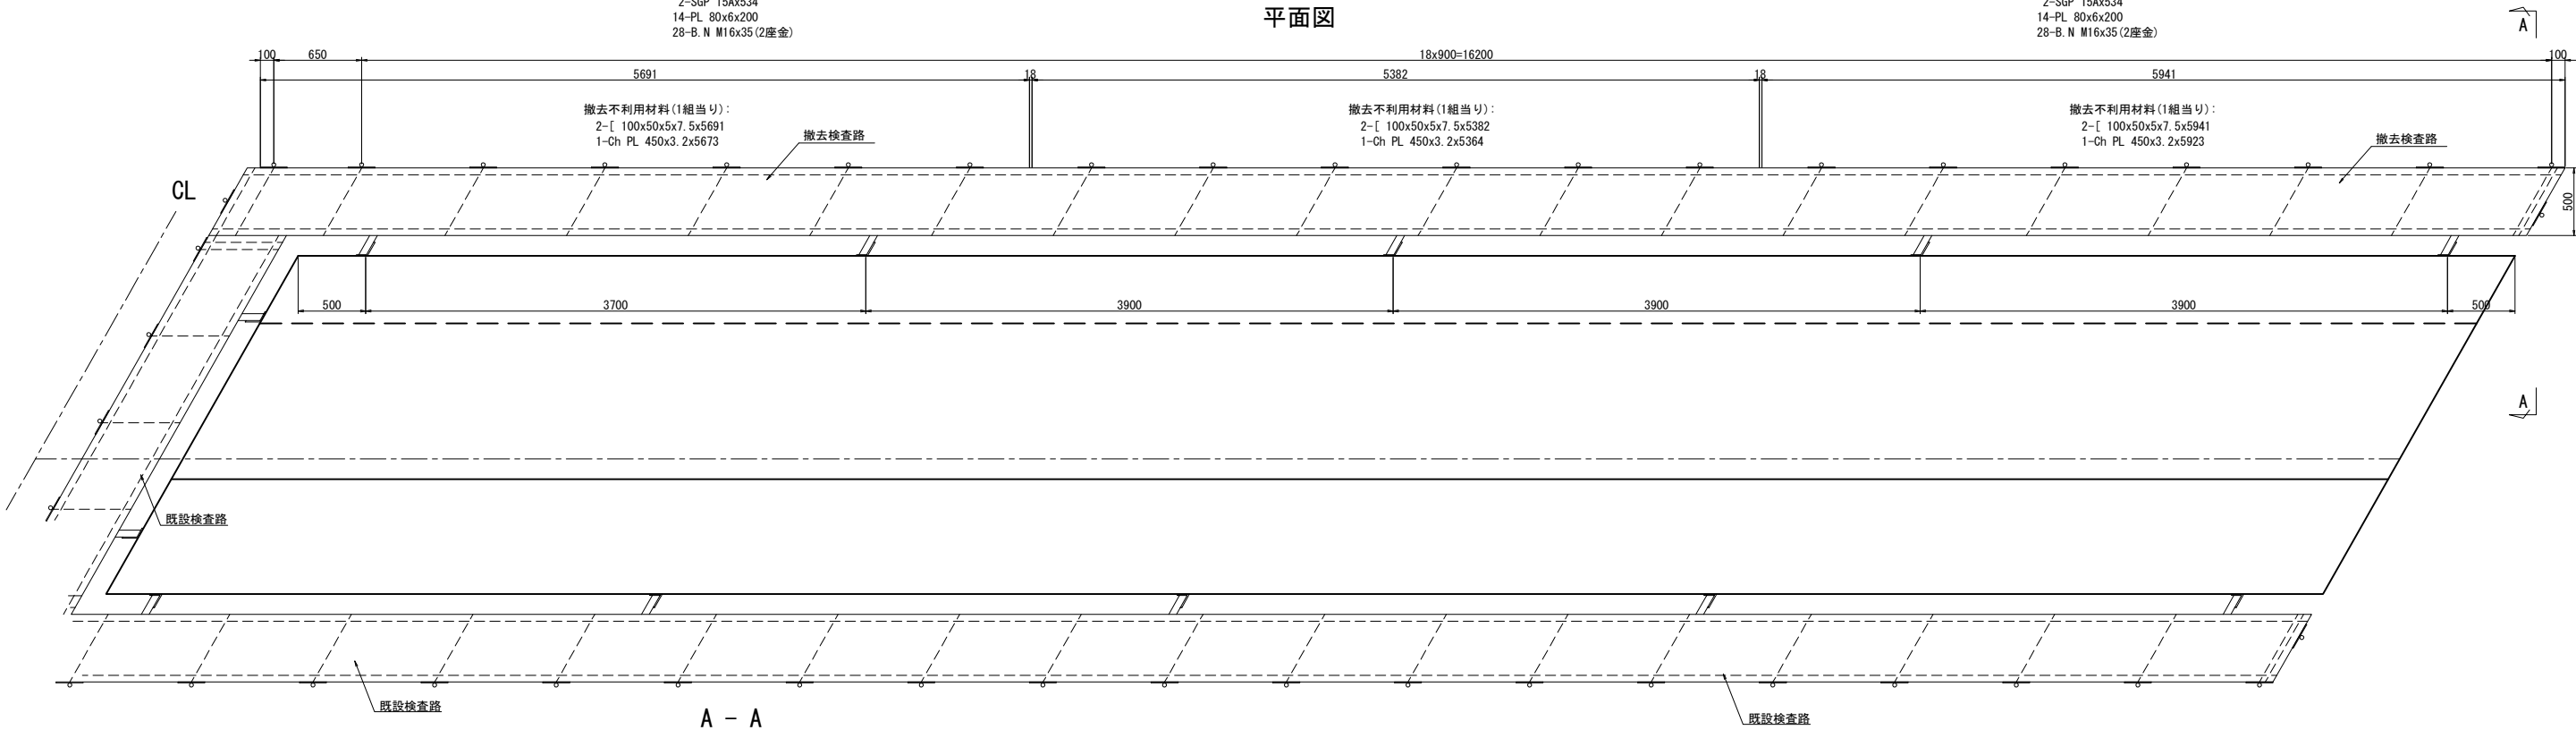 2-SGP 15Ax534
14-PL 80x6x200
28-B.N M16x35(2座金)
平面図
2-SGP 15Ax534
14-PL 80x6x200
28-B.N M16x35(2座金)
A
100
650
18x900=16200
100
5691
18
5382
18
5941
撤去不利用材料(1組当り):
2-[ 100x50x5x7.5x5691
1-Ch PL 450x3.2x5673
撤去検査路
撤去不利用材料(1組当り):
2-[ 100x50x5x7.5x5382
1-Ch PL 450x3.2x5364
撤去不利用材料(1組当り):
2-[ 100x50x5x7.5x5941
1-Ch PL 450x3.2x5923
撤去検査路
CL
500
500
3700
3900
3900
3900
500
A
既設検査路
既設検査路
A - A
既設検査路